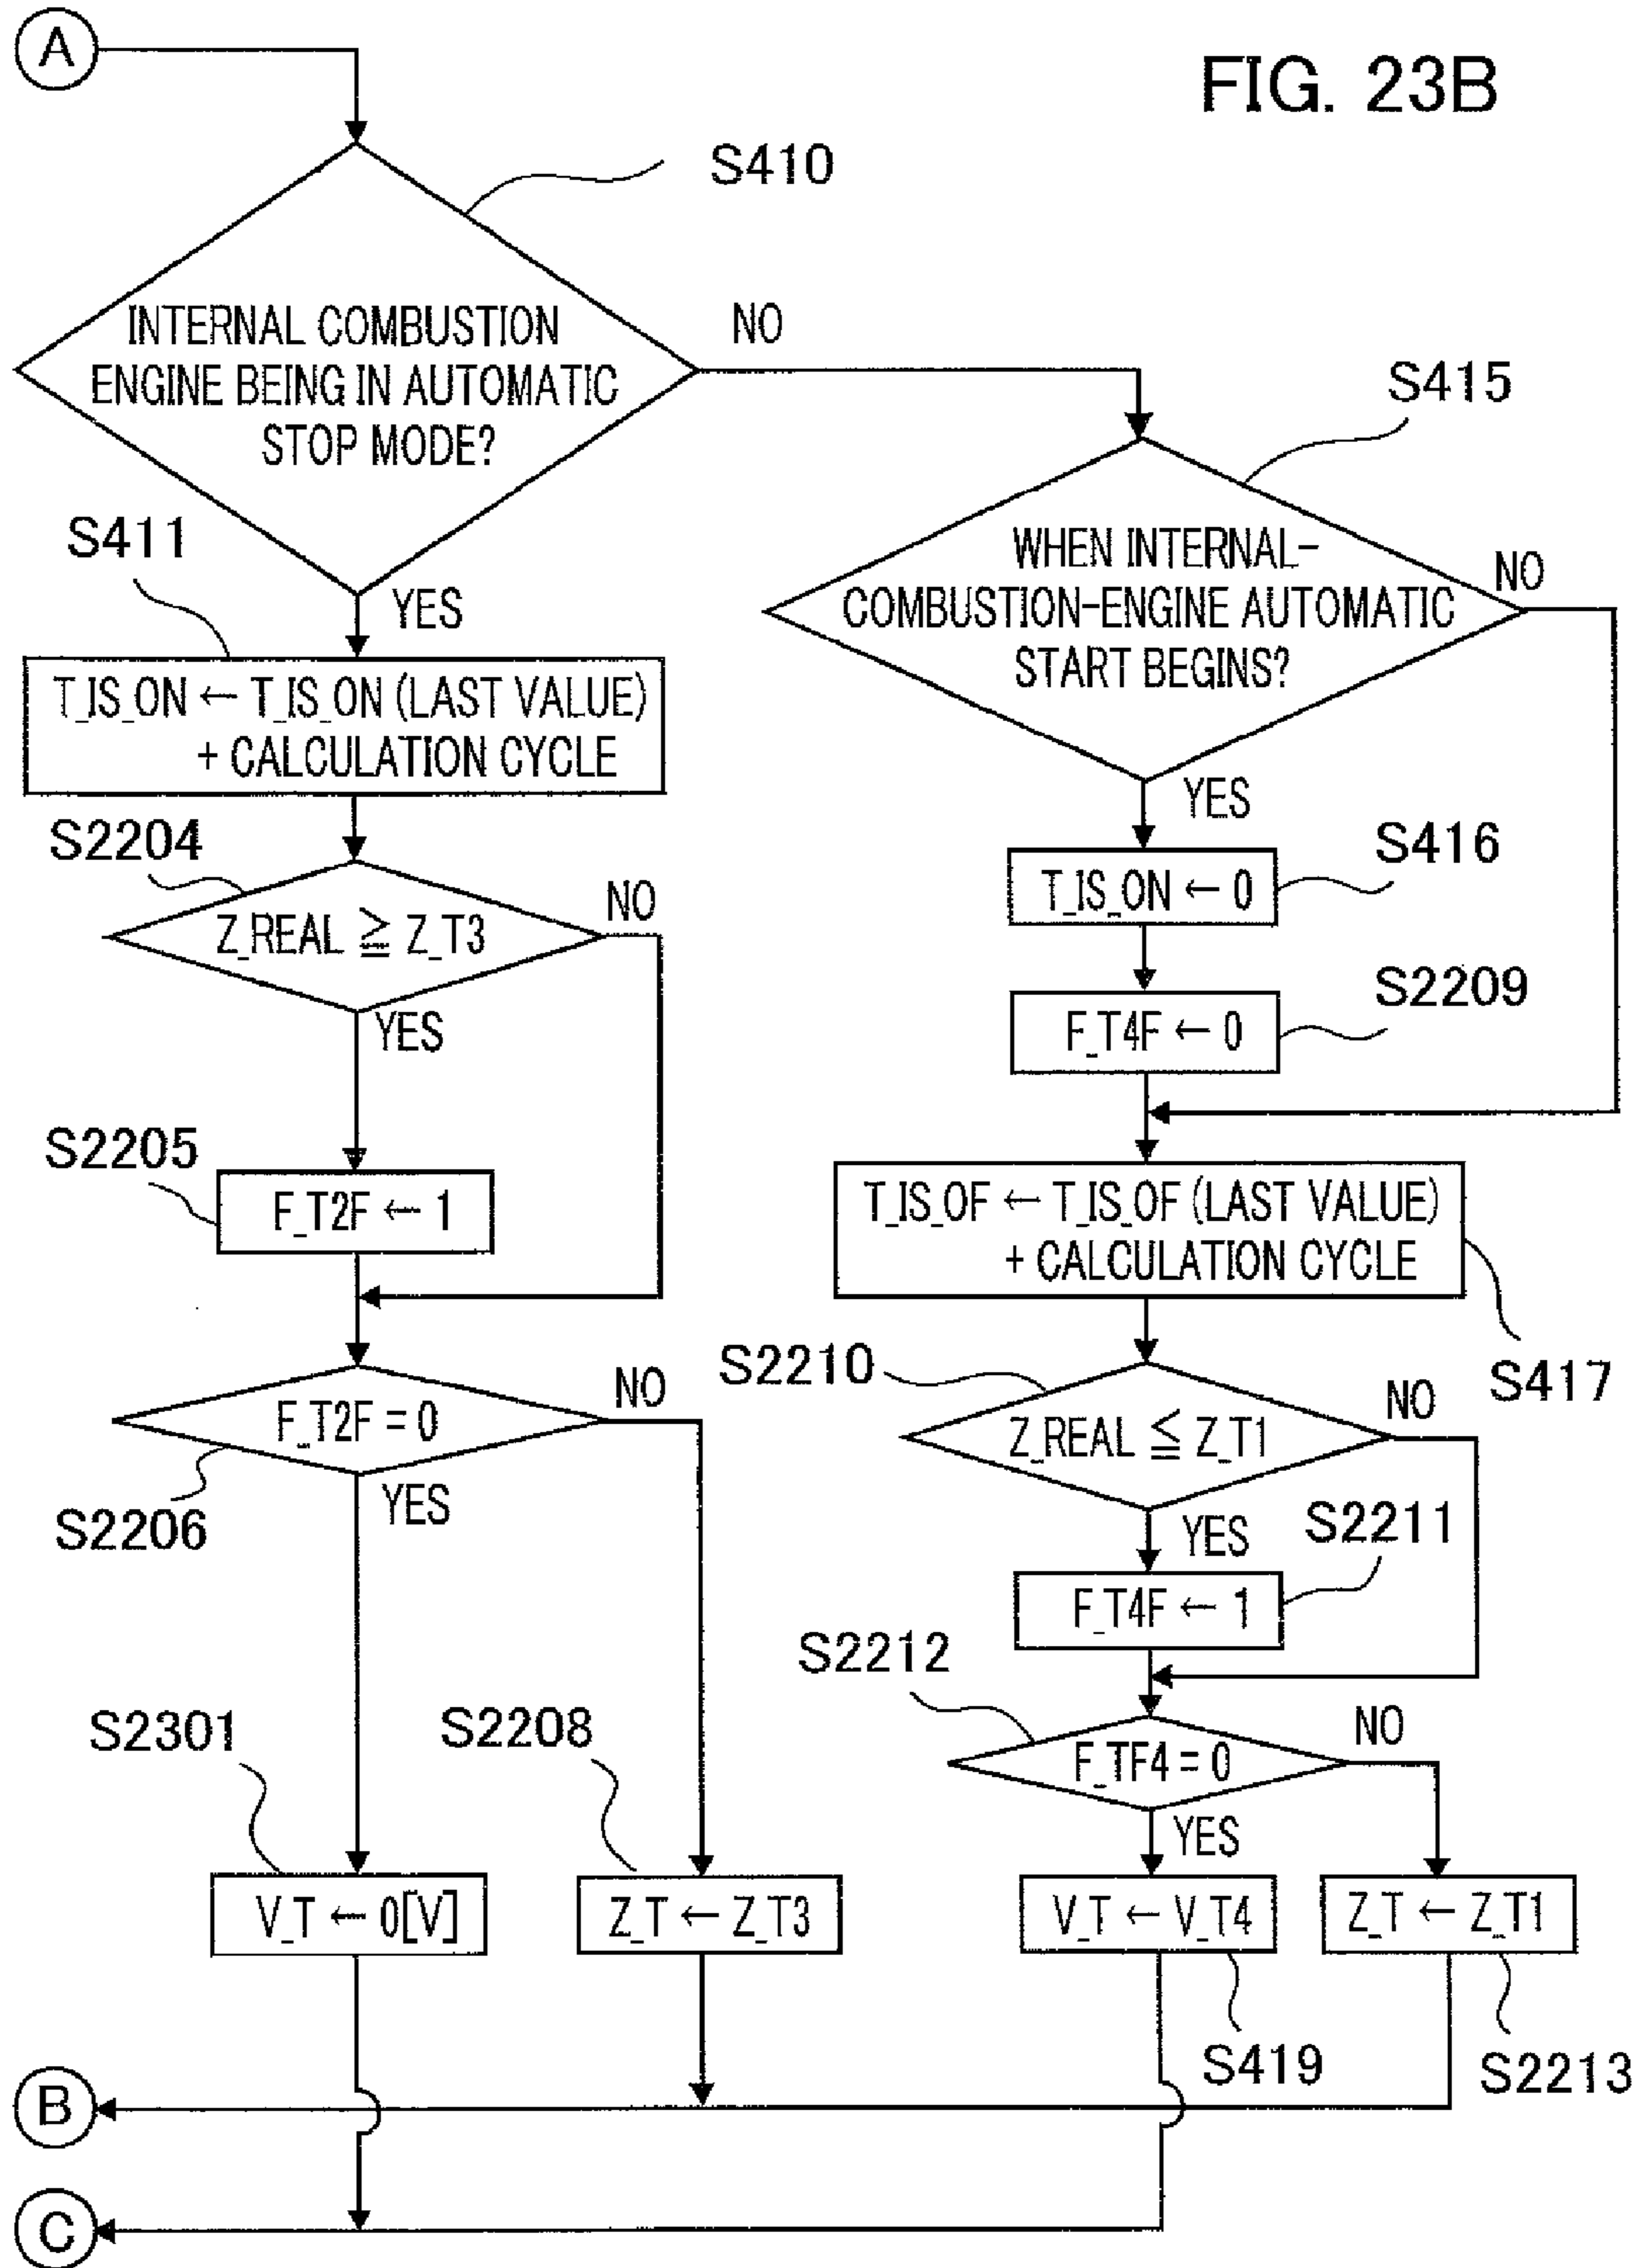 A
FIG. 23B
S410
INTERNAL COMBUSTION
ENGINE BEING IN AUTOMATIC
STOP MODE?
NO
YES
S411
T_IS_ON ← T_IS_ON (LAST VALUE)
+ CALCULATION CYCLE
S2204
Z_REAL ≧ Z_T3
NO
YES
S2205
F_T2F ← 1
F_T2F = 0
NO
S2206
YES
S2301
V_T ← 0[V]
S2208
Z_T ← Z_T3
S415
WHEN INTERNAL-
COMBUSTION-ENGINE AUTOMATIC
START BEGINS?
NO
YES
S416
T_IS_ON ← 0
S2209
F_T4F ← 0
T_IS_OF ← T_IS_OF (LAST VALUE)
+ CALCULATION CYCLE
S417
S2210
Z_REAL ≦ Z_T1
NO
YES
S2211
F_T4F ← 1
S2212
F_TF4 = 0
NO
YES
V_T ← V_T4
Z_T ← Z_T1
S419
S2213
B
C